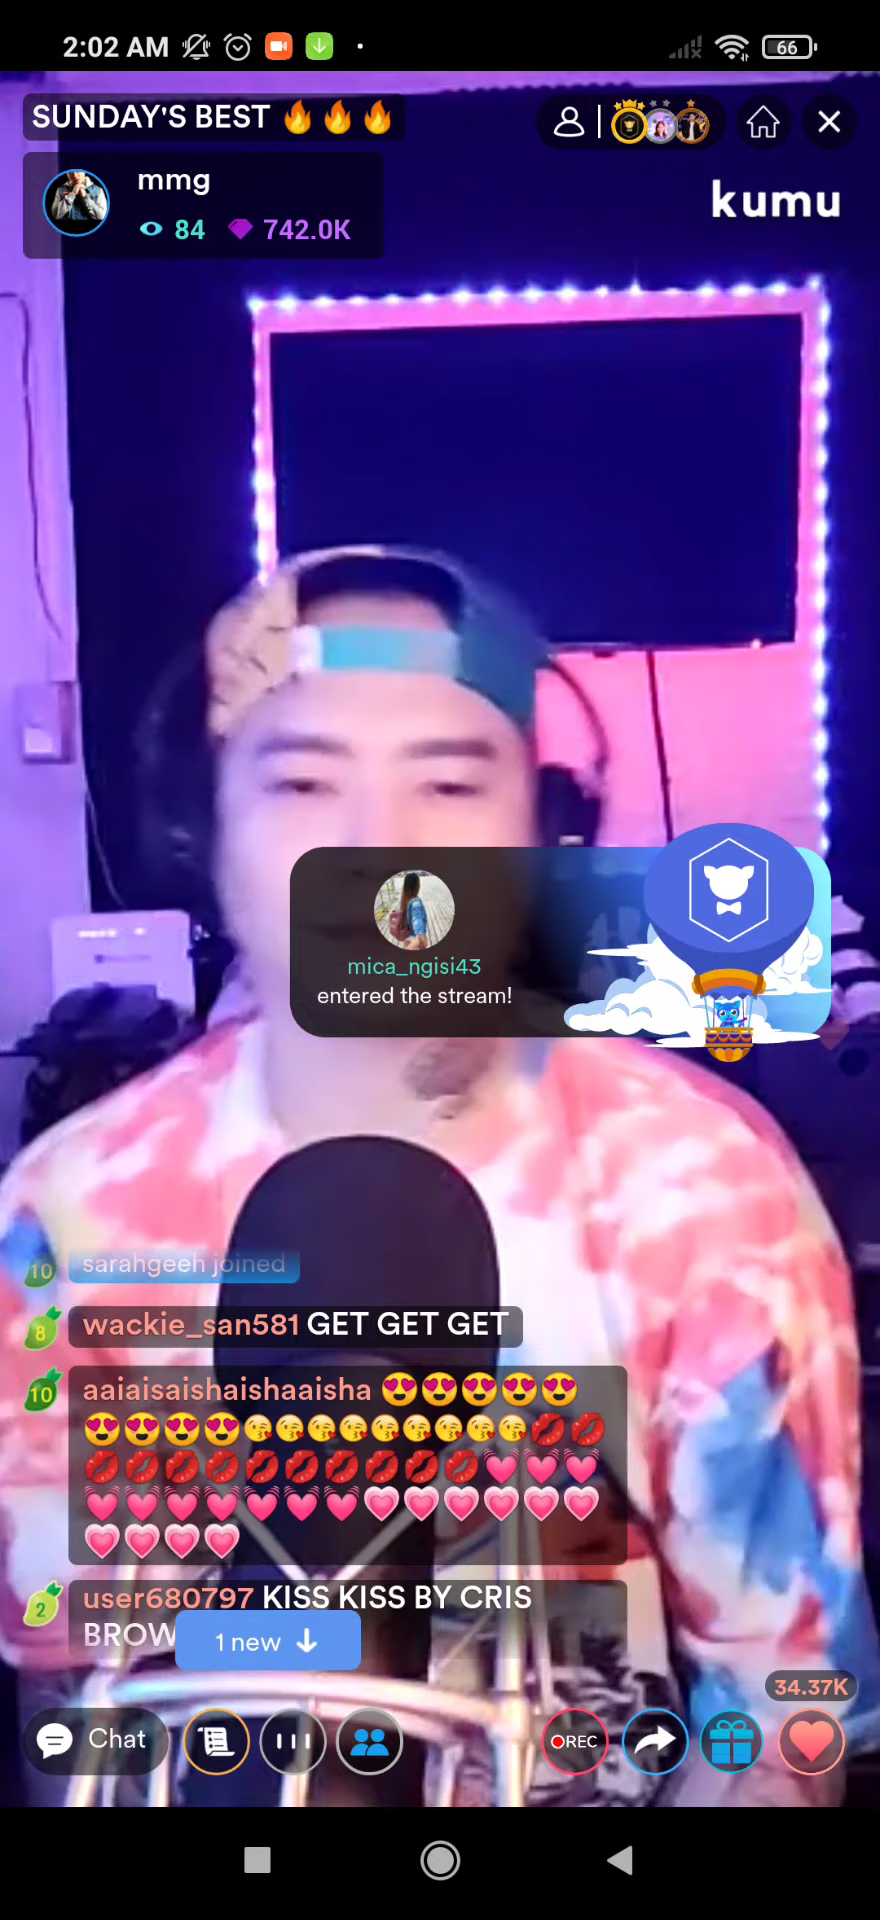 2:02 AM
66
SUNDAY'S BEST 🔥🔥🔥
mmg
84 742.0K
kumu
mica_ngisi43
entered the stream!
10 sarahgeeh joined
8 wackie_san581 GET GET GET
10 aaiaisaishaishaaisha 😍😍😍😍😍
😍😍😍😍😘😘😘😘😘😘😘😘😘💋💋
💋💋💋💋💋💋💋💋💋💋💓💓💓
💓💓💓💓💓💓💓💗💗💗💗💗💗
💗💗💗💗
2 user680797 KISS KISS BY CRIS
BROW
1 new ↓
34.37K
Chat
REC